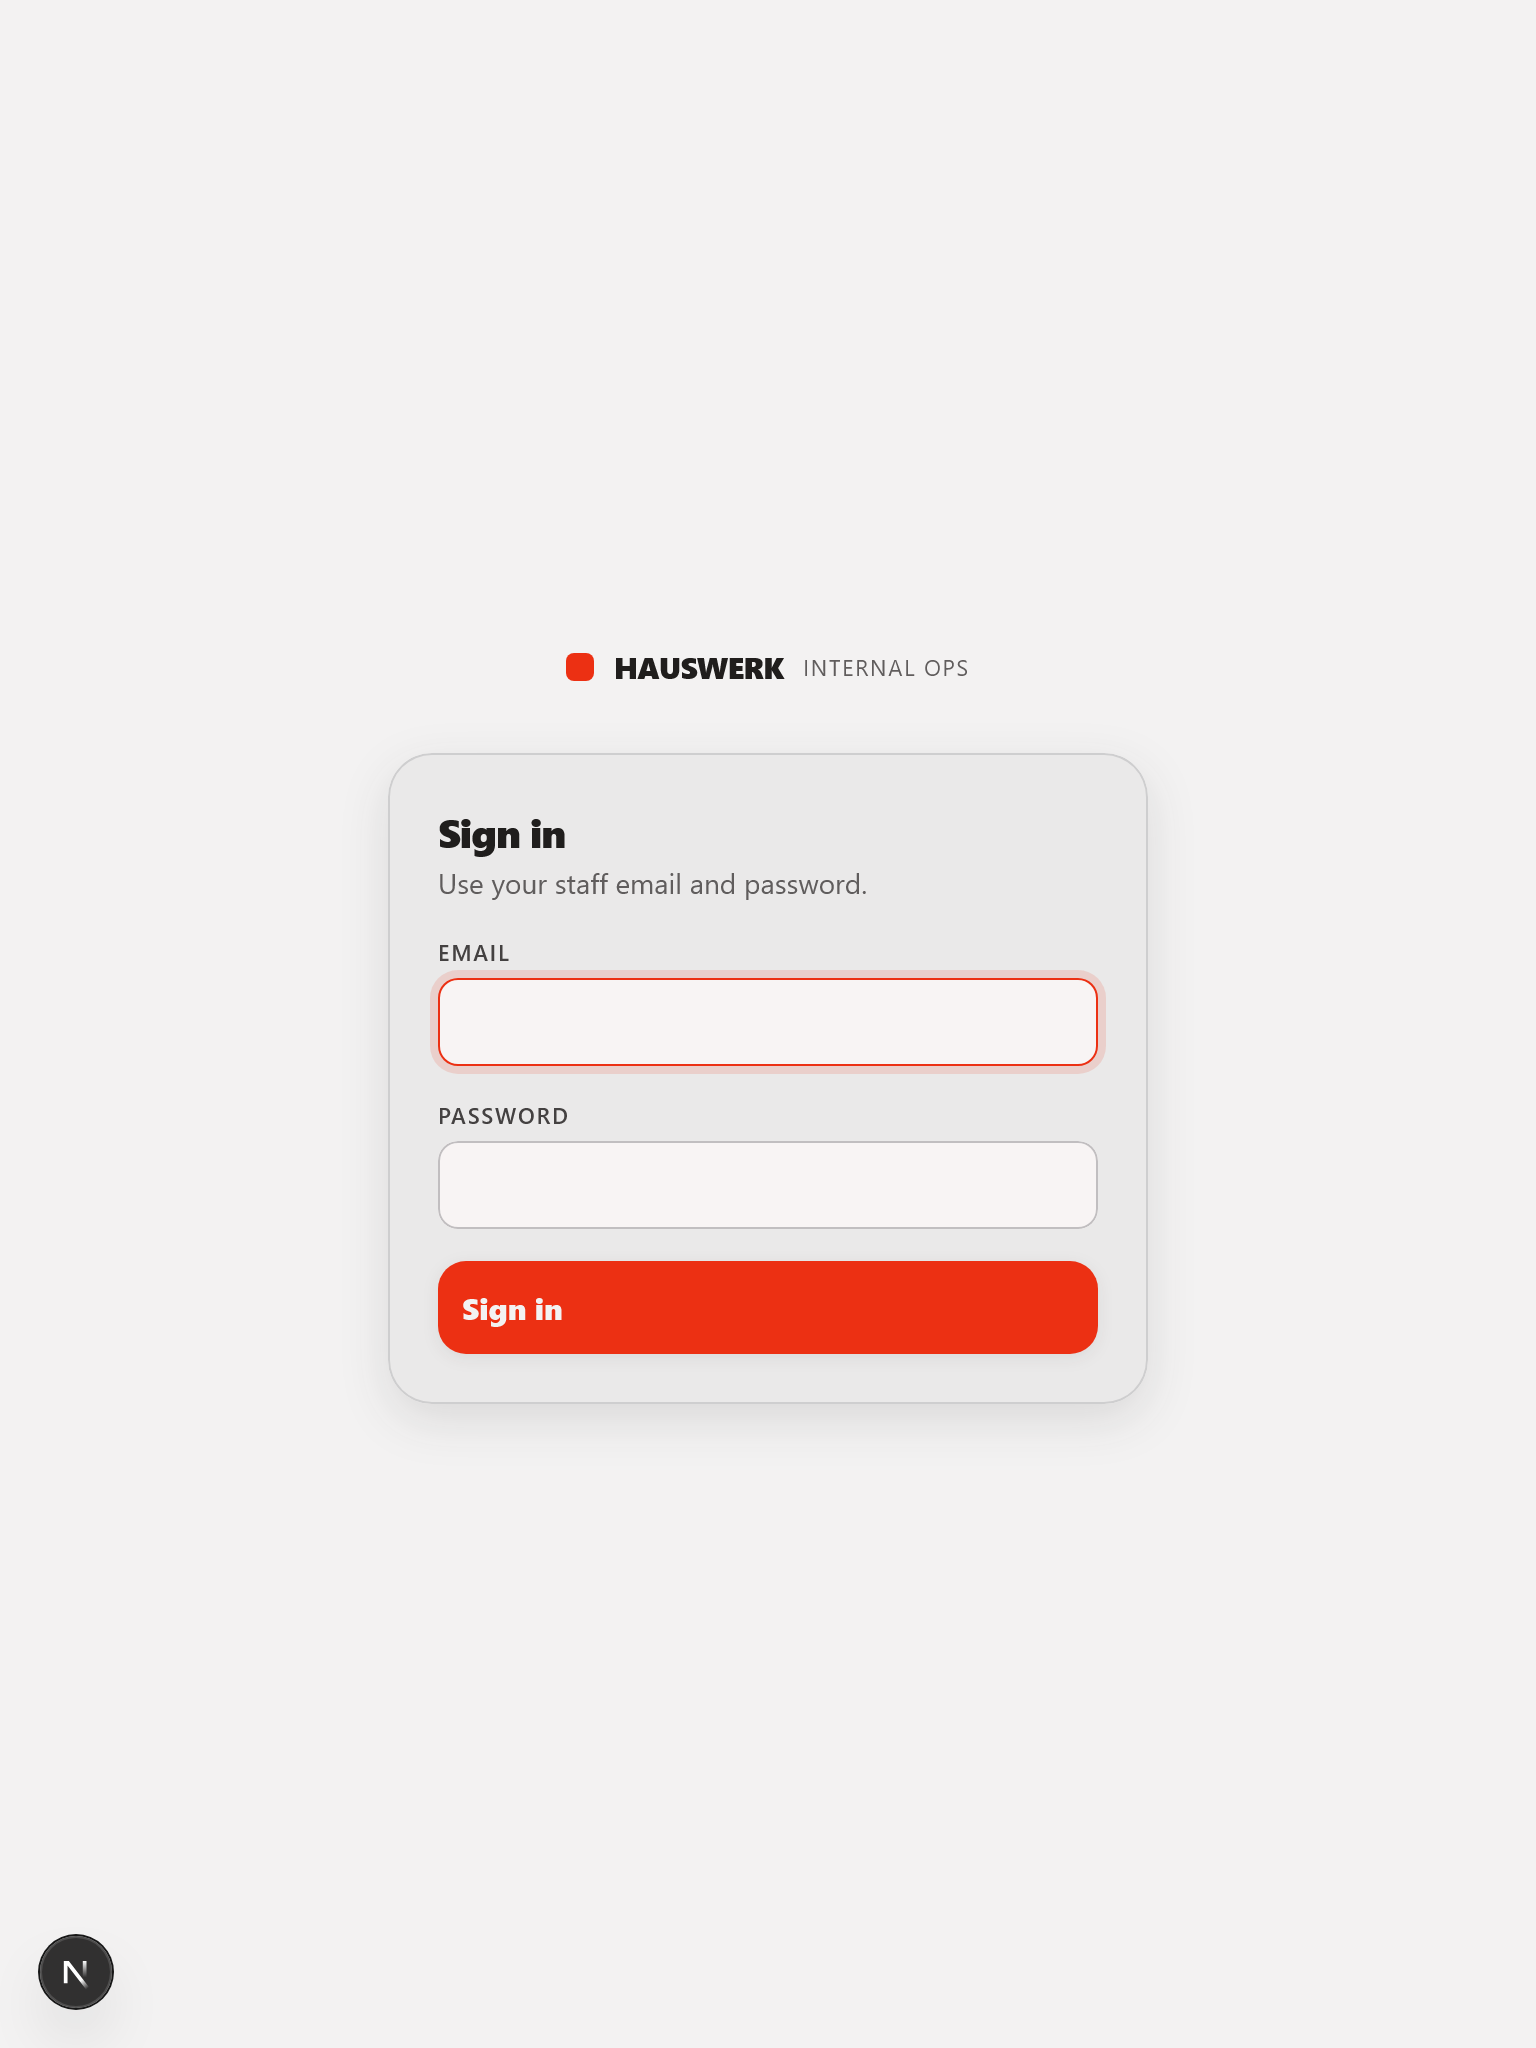 HAUSWERK INTERNAL OPS
Sign in
Use your staff email and password.
EMAIL
PASSWORD
Sign in
N